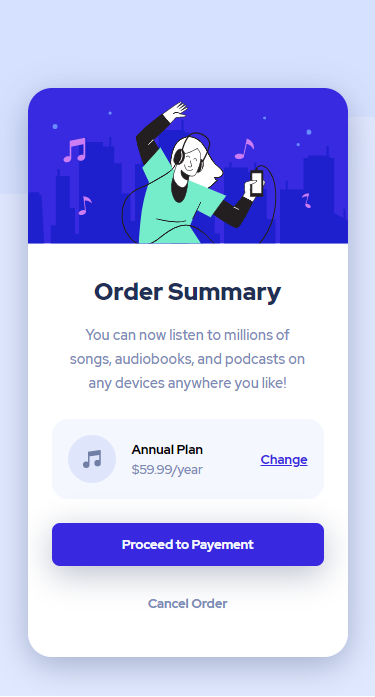 Order Summary
You can now listen to millions of
songs, audiobooks, and podcasts on
any devices anywhere you like!
Annual Plan
$59.99/year
Change
Proceed to Payement
Cancel Order